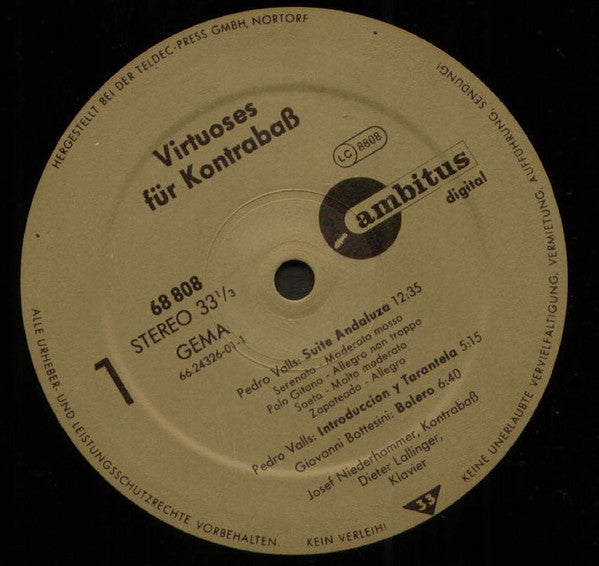 HERGESTELLT BEI DER TELDEC-PRESS GMBH, NORTORF
Virtuoses
für Kontrabaß
LC 8808
ambitus
digital
68 808
STEREO 33 1/3
GEMA
66.24326-01-1
1
Pedro Valls: Suite Andaluza 12:35
Serenata - Moderato mosso
Polo Gitano - Allegro non troppo
Saeta - Molto moderato
Zapateado - Allegro
Pedro Valls: Introduccion y Tarantela 5:15
Giovanni Bottesini: Bolero 6:40
Josef Niederhammer, Kontrabaß
Dieter Lallinger,
Klavier
33
ALLE URHEBER- UND LEISTUNGSSCHUTZRECHTE VORBEHALTEN. KEIN VERLEIH! KEINE UNERLAUBTE VERVIELFÄLTIGUNG, VERMIETUNG, AUFFÜHRUNG, SENDUNG!